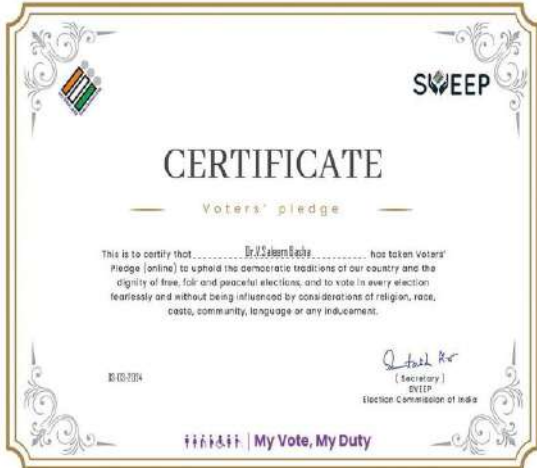 SWEEP
CERTIFICATE
Voters' pledge
This is to certify that Dr.V.Saleem Basha has taken Voters'
Pledge (online) to uphold the democratic traditions of our country and the
dignity of free, fair and peaceful elections, and to vote in every election
fearlessly and without being influenced by considerations of religion, race,
caste, community, language or any inducement.
( Secretary )
SVEEP
Election Commission of India
My Vote, My Duty